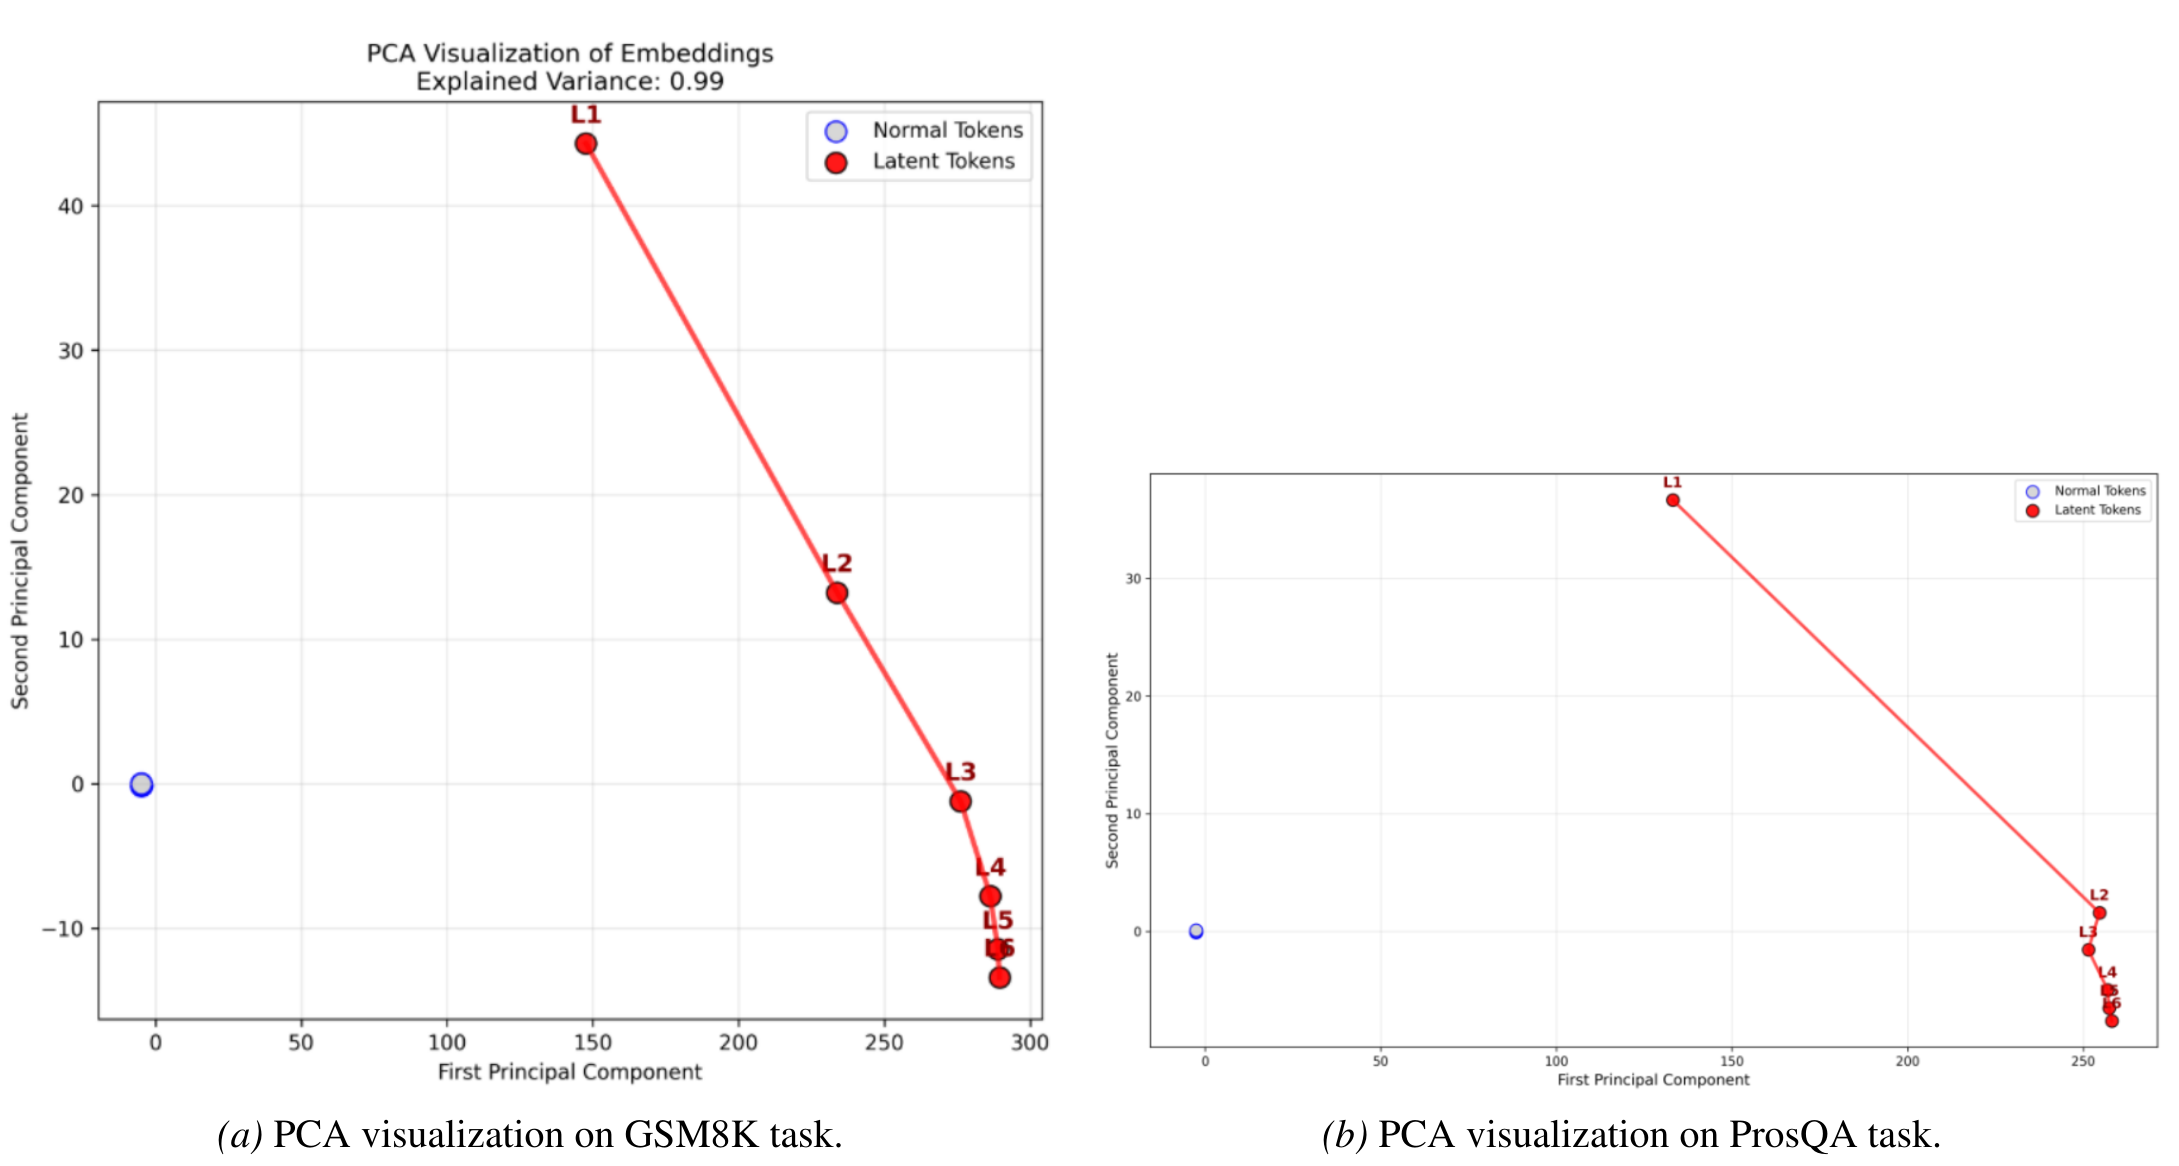 PCA Visualization of Embeddings
Explained Variance: 0.99
Normal Tokens
Latent Tokens
L1
L2
L3
L4
L5
L6
Second Principal Component
40
30
20
10
0
−10
0 50 100 150 200 250 300
First Principal Component
(a) PCA visualization on GSM8K task.
Normal Tokens
Latent Tokens
L1
L2
L3
L4
L5
L6
Second Principal Component
30
20
10
0
0 50 100 150 200 250
First Principal Component
(b) PCA visualization on ProsQA task.